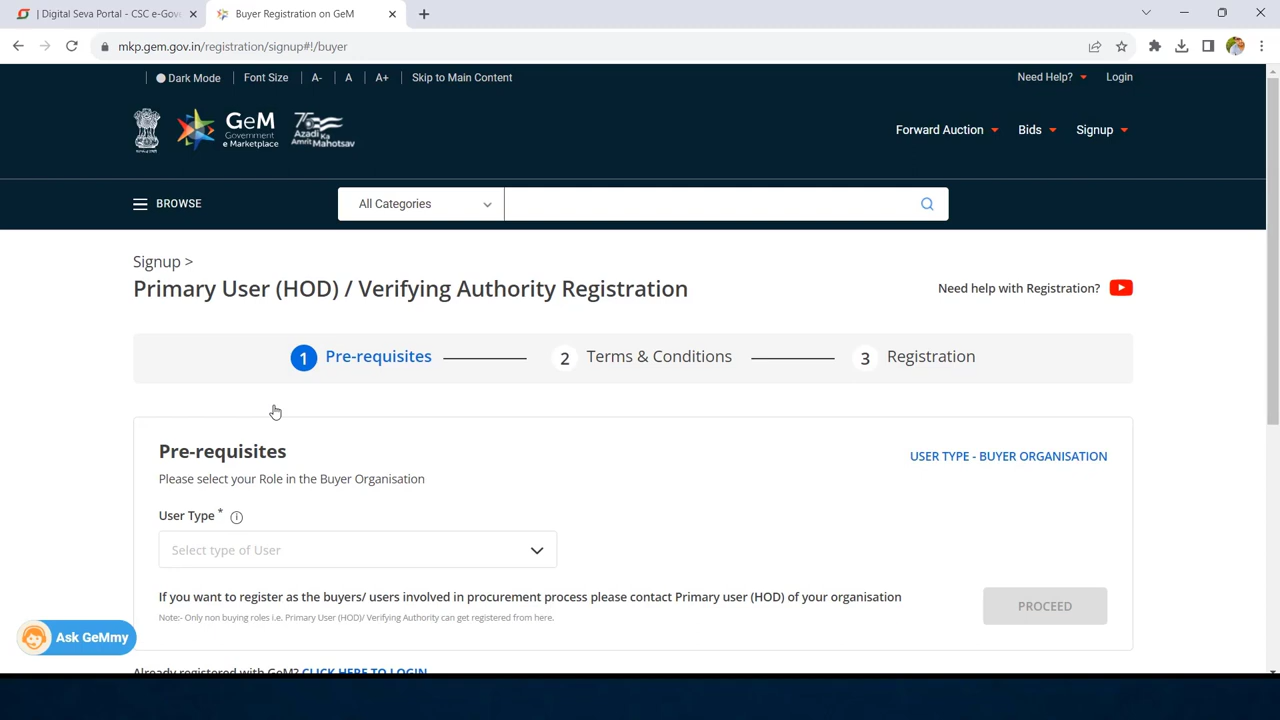 | Digital Seva Portal - CSC e-Gov
Buyer Registration on GeM
mkp.gem.gov.in/registration/signup#!/buyer
Dark Mode Font Size A- A A+ Skip to Main Content
Need Help? Login
GeM
Government
e Marketplace
Azadi
Ka
Amrit Mahotsav
Forward Auction Bids Signup
BROWSE
All Categories
Signup >
Primary User (HOD) / Verifying Authority Registration
Need help with Registration?
1 Pre-requisites 2 Terms & Conditions 3 Registration
Pre-requisites
USER TYPE - BUYER ORGANISATION
Please select your Role in the Buyer Organisation
User Type *
Select type of User
If you want to register as the buyers/ users involved in procurement process please contact Primary user (HOD) of your organisation
PROCEED
Note:- Only non buying roles i.e. Primary User (HOD)/ Verifying Authority can get registered from here.
Ask GeMmy
Already registered with GeM? CLICK HERE TO LOGIN